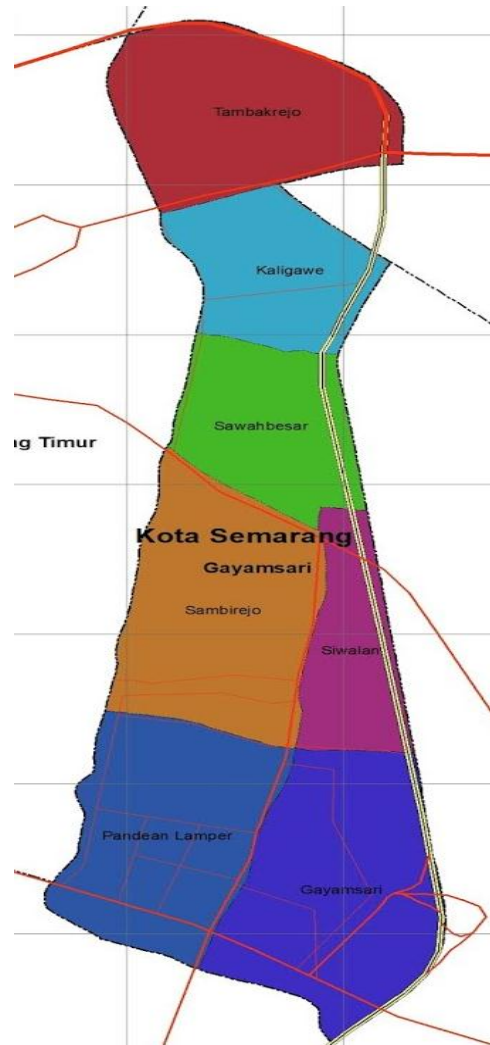 Tambakrejo
Kaligawe
Sawahbesar
ng Timur
Kota Semarang
Gayamsari
Sambirejo
Siwalan
Pandean Lamper
Gayamsari